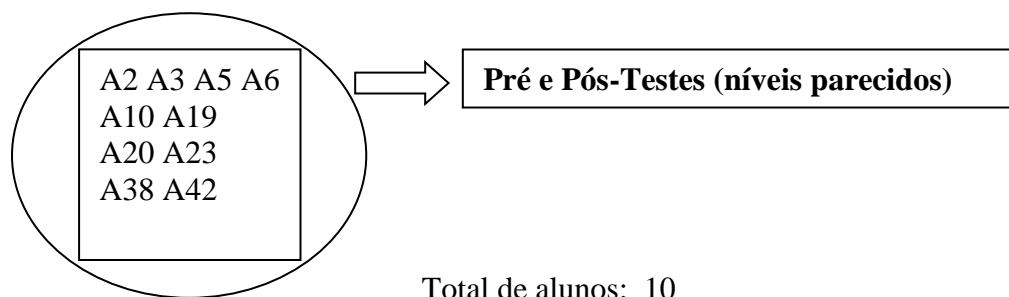 A2 A3 A5 A6
A10 A19
A20 A23
A38 A42
Pré e Pós-Testes (níveis parecidos)
Total de alunos: 10